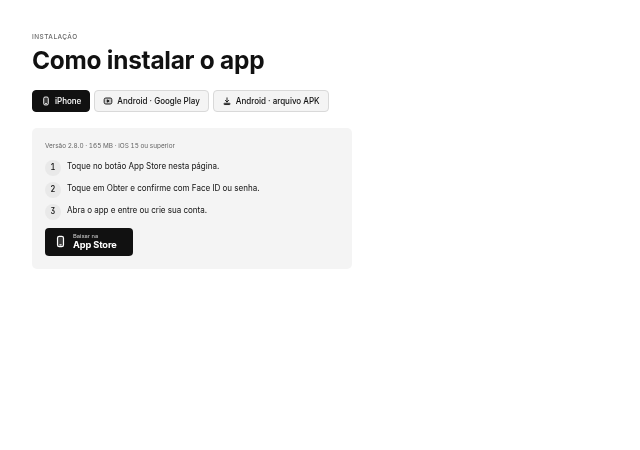 INSTALAÇÃO
Como instalar o app
iPhone
Android · Google Play
Android · arquivo APK
Versão 2.8.0 · 165 MB · iOS 15 ou superior
1 Toque no botão App Store nesta página.
2 Toque em Obter e confirme com Face ID ou senha.
3 Abra o app e entre ou crie sua conta.
Baixar na
App Store